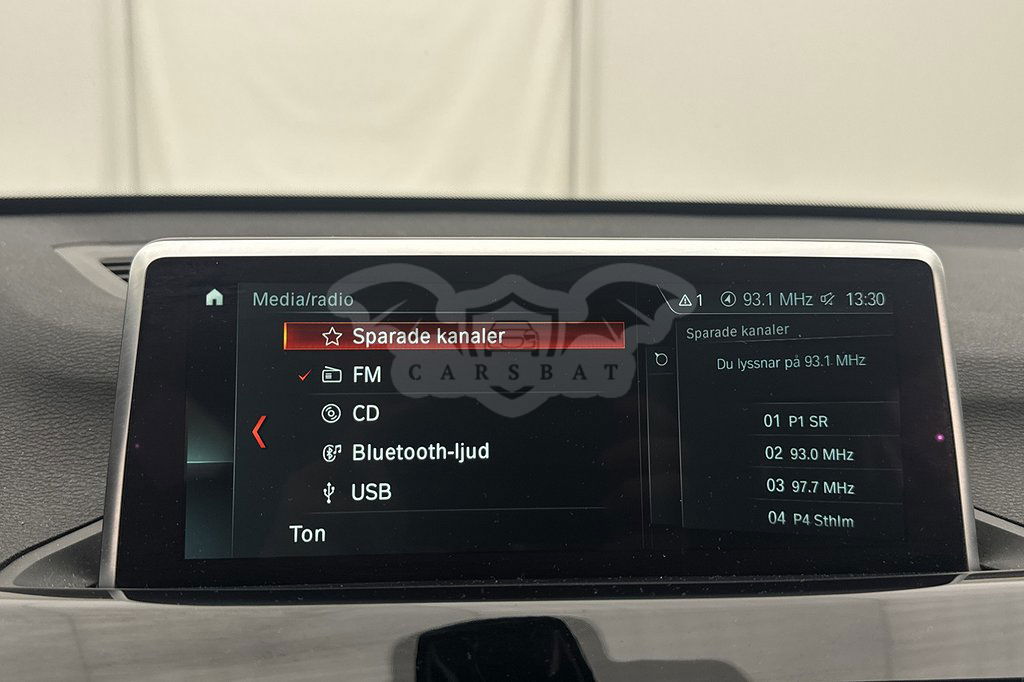 Media/radio
1 93.1 MHz 13:30
Sparade kanaler
FM
CD
Bluetooth-ljud
USB
Ton
Sparade kanaler
Du lyssnar på 93.1 MHz
01 P1 SR
02 93.0 MHz
03 97.7 MHz
04 P4 Sthlm
CARSBAT